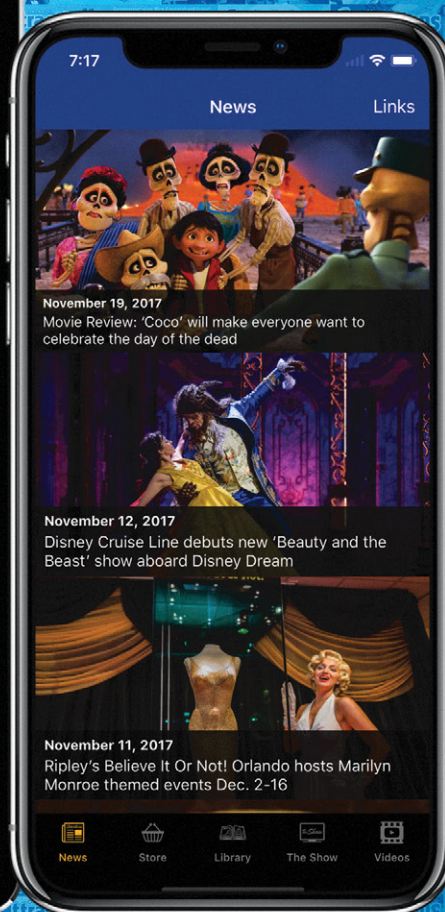 7:17
News
Links
November 19, 2017
Movie Review: ‘Coco’ will make everyone want to
celebrate the day of the dead
November 12, 2017
Disney Cruise Line debuts new ‘Beauty and the
Beast’ show aboard Disney Dream
November 11, 2017
Ripley’s Believe It Or Not! Orlando hosts Marilyn
Monroe themed events Dec. 2-16
News
Store
Library
The Show
Videos